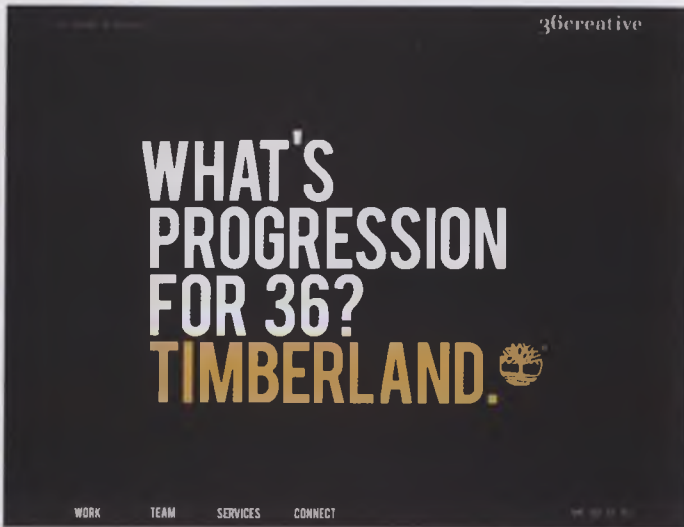 36creative
WHAT'S
PROGRESSION
FOR 36?
TIMBERLAND.®
WORK TEAM SERVICES CONNECT